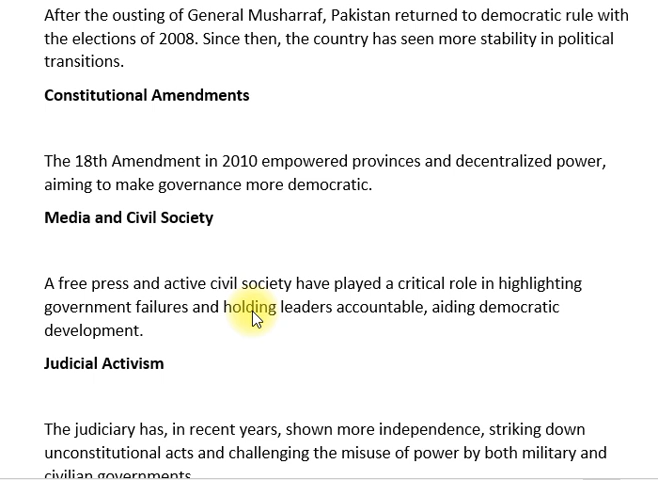 After the ousting of General Musharraf, Pakistan returned to democratic rule with
the elections of 2008. Since then, the country has seen more stability in political
transitions.
Constitutional Amendments
The 18th Amendment in 2010 empowered provinces and decentralized power,
aiming to make governance more democratic.
Media and Civil Society
A free press and active civil society have played a critical role in highlighting
government failures and holding leaders accountable, aiding democratic
development.
Judicial Activism
The judiciary has, in recent years, shown more independence, striking down
unconstitutional acts and challenging the misuse of power by both military and
civilian governments